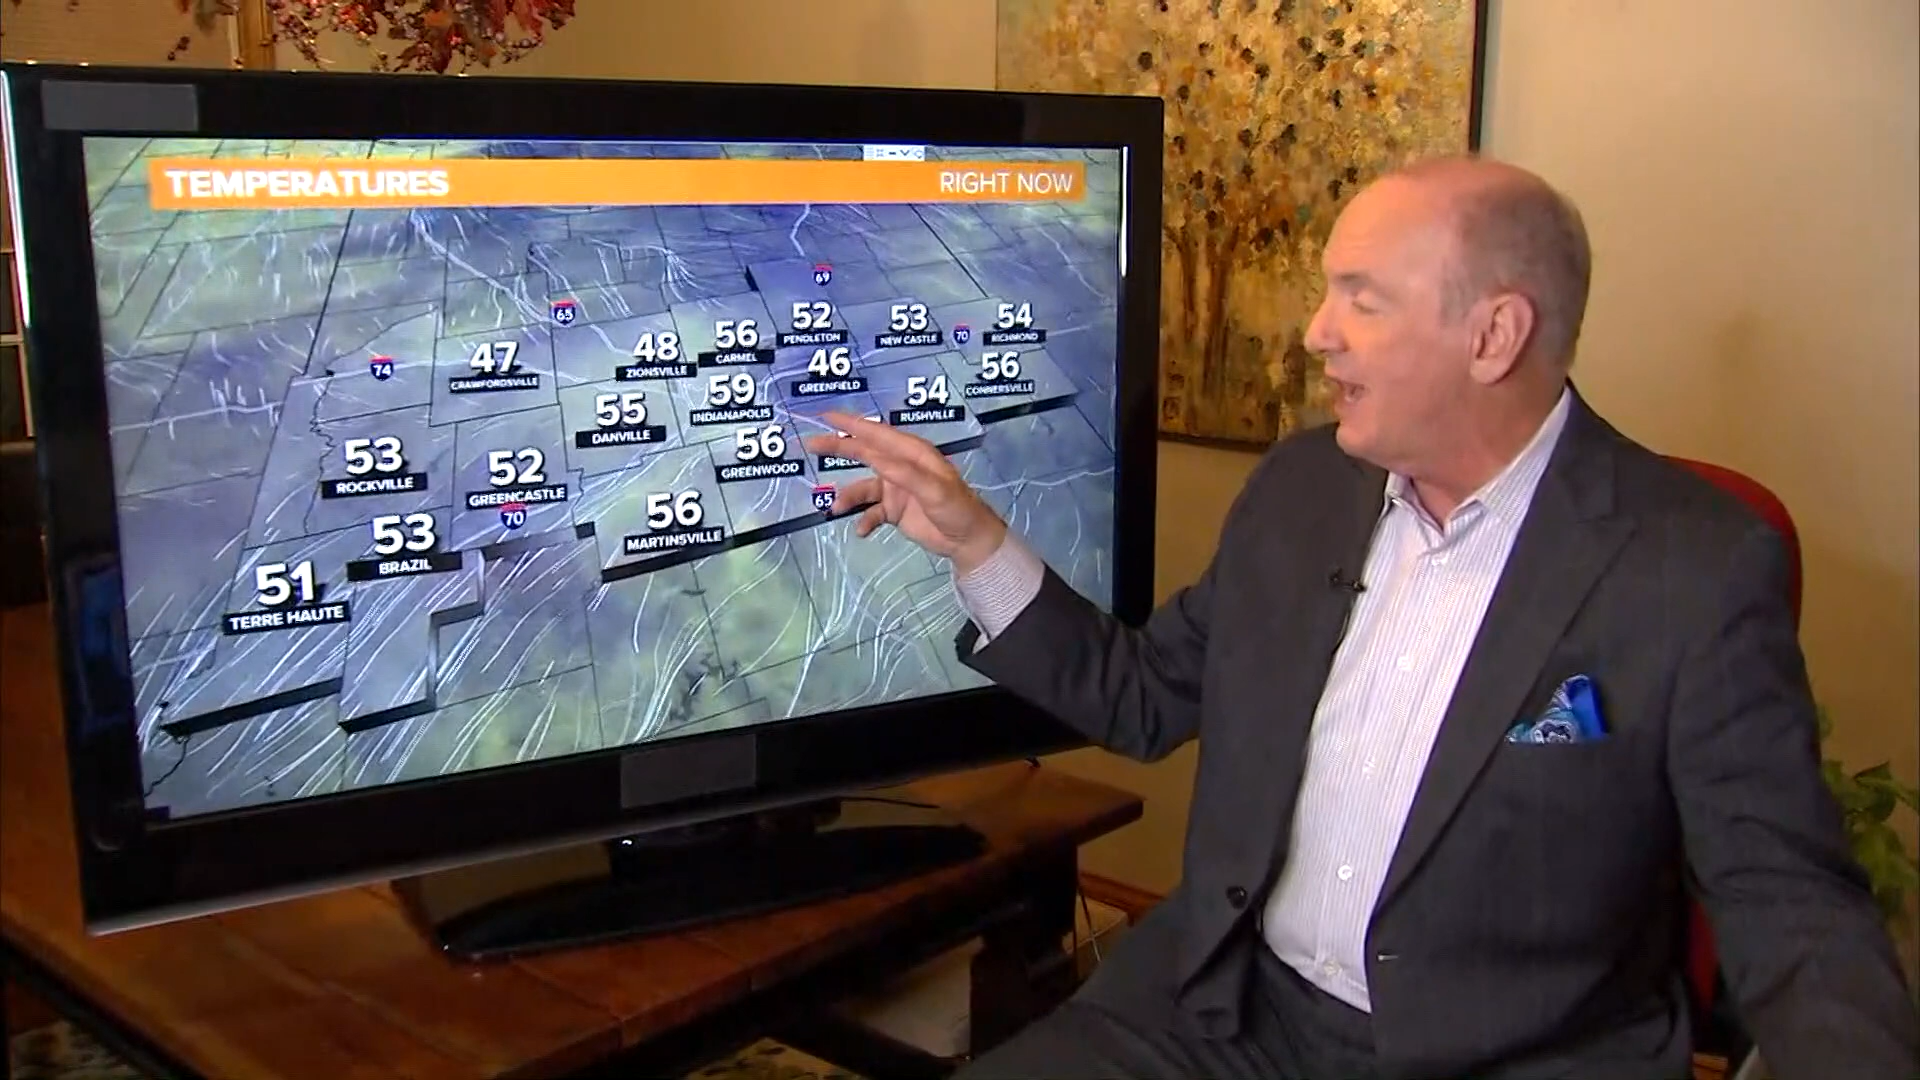 TEMPERATURES
RIGHT NOW
69
65
52
PENDLETON
53
NEW CASTLE
70
54
RICHMOND
74
47
CRAWFORDSVILLE
48
ZIONSVILLE
56
CARMEL
46
GREENFIELD
56
CONNERSVILLE
55
DANVILLE
59
INDIANAPOLIS
54
RUSHVILLE
53
ROCKVILLE
52
GREENCASTLE
70
56
GREENWOOD
65
53
BRAZIL
56
MARTINSVILLE
51
TERRE HAUTE